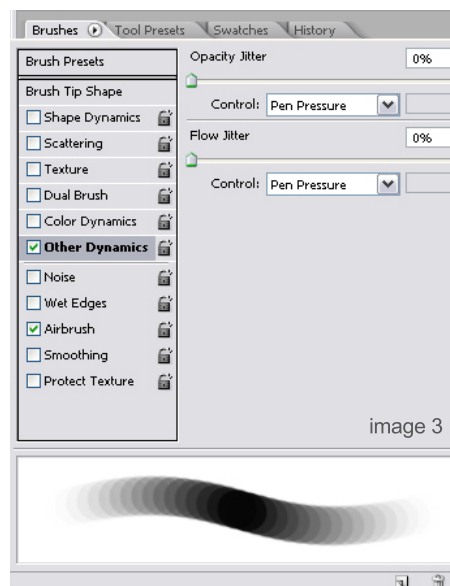 Brushes Tool Presets Swatches History
Brush Presets
Brush Tip Shape
Shape Dynamics
Scattering
Texture
Dual Brush
Color Dynamics
Other Dynamics
Noise
Wet Edges
Airbrush
Smoothing
Protect Texture
Opacity Jitter 0%
Control: Pen Pressure
Flow Jitter 0%
Control: Pen Pressure
image 3